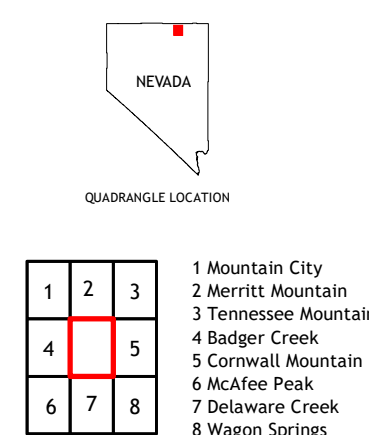 NEVADA
QUADRANGLE LOCATION
1 2 3
4 5
6 7 8
1 Mountain City
2 Merritt Mountain
3 Tennessee Mountain
4 Badger Creek
5 Cornwall Mountain
6 McAfee Peak
7 Delaware Creek
8 Wagon Springs